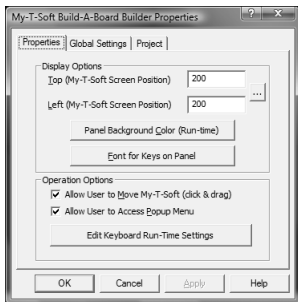 My-T-Soft Build-A-Board Builder Properties
Properties Global Settings Project
Display Options
Top (My-T-Soft Screen Position) 200
...
Left (My-T-Soft Screen Position) 200
Panel Background Color (Run-time)
Font for Keys on Panel
Operation Options
Allow User to Move My-T-Soft (click & drag)
Allow User to Access Popup Menu
Edit Keyboard Run-Time Settings
OK Cancel Apply Help